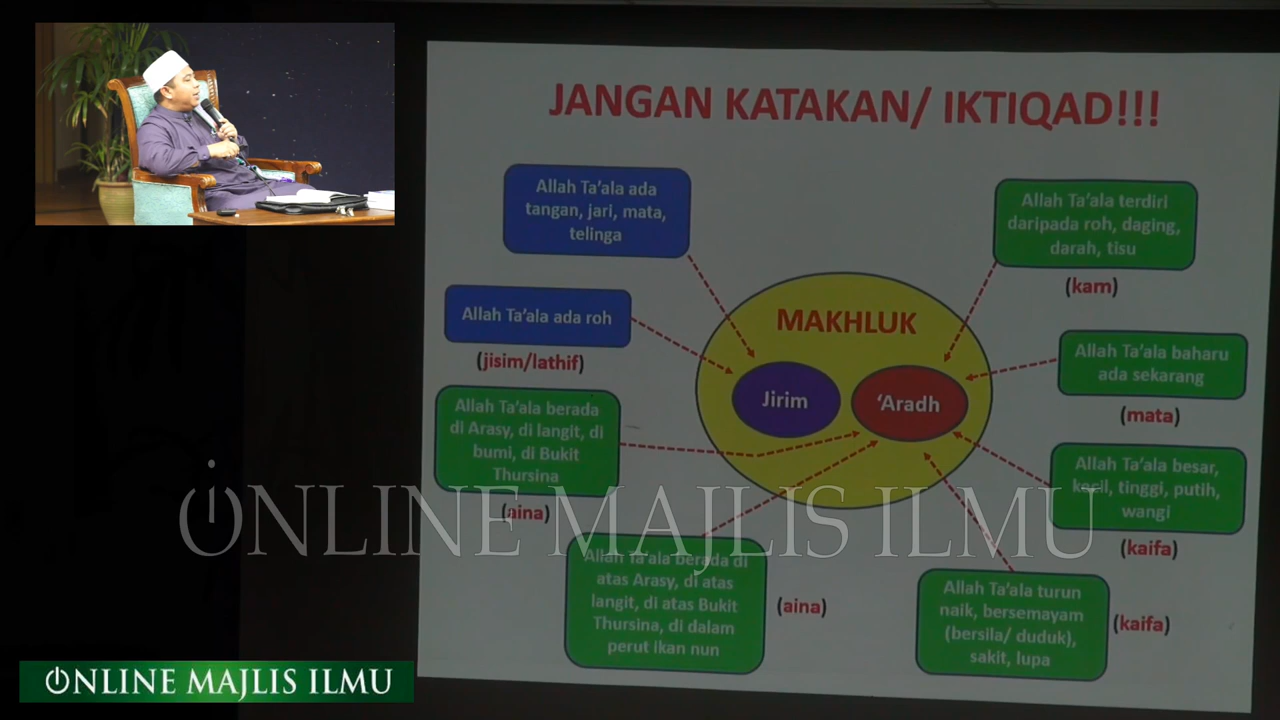 JANGAN KATAKAN/ IKTIQAD!!!
Allah Ta'ala ada
tangan, jari, mata,
telinga
Allah Ta'ala ada roh
(jisim/lathif)
Allah Ta'ala berada
di Arasy, di langit, di
bumi, di Bukit
Thursina
(aina)
Allah Ta'ala berada di
atas Arasy, di atas
langit, di atas Bukit
Thursina, di dalam
perut ikan nun
(aina)
MAKHLUK
Jirim
'Aradh
Allah Ta'ala terdiri
daripada roh, daging,
darah, tisu
(kam)
Allah Ta'ala baharu
ada sekarang
(mata)
Allah Ta'ala besar,
kecil, tinggi, putih,
wangi
(kaifa)
Allah Ta'ala turun
naik, bersemayam
(bersila/ duduk),
sakit, lupa
(kaifa)
ONLINE MAJLIS ILMU
ONLINE MAJLIS ILMU